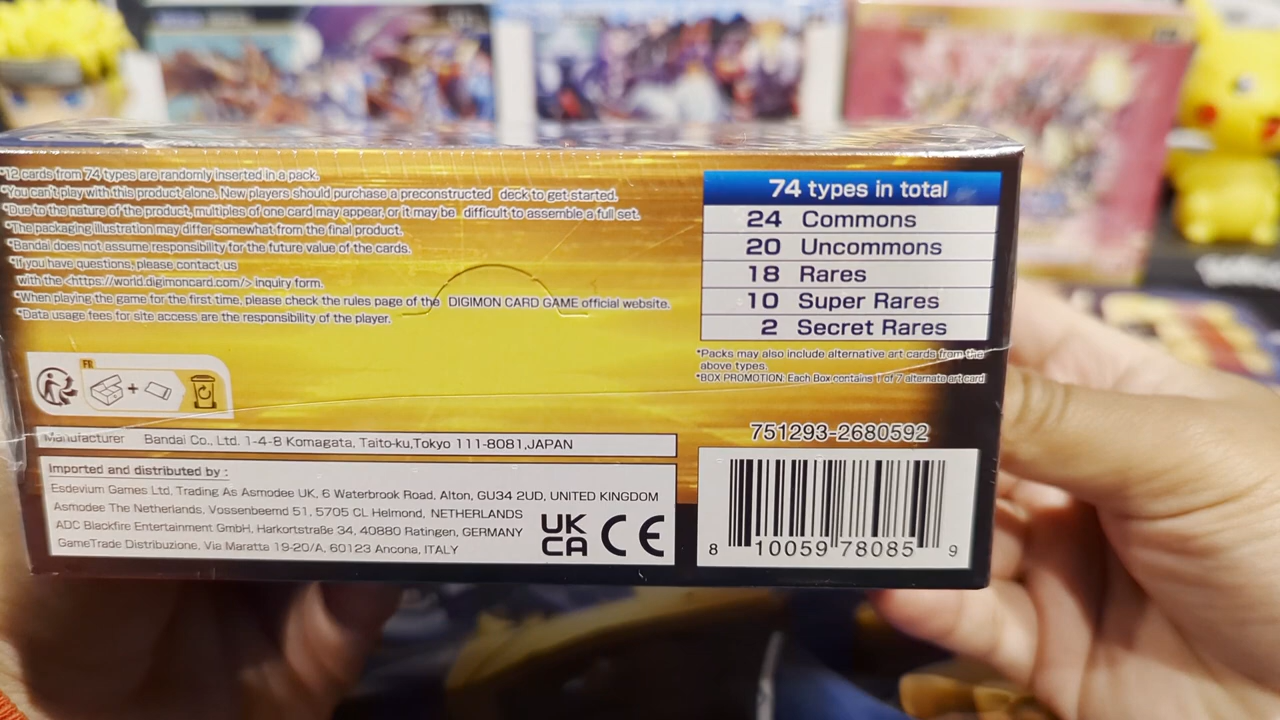 *12 cards from 74 types are randomly inserted in a pack.
*You can't play with this product alone. New players should purchase a preconstructed deck to get started.
*Due to the nature of the product, multiples of one card may appear, or it may be difficult to assemble a full set.
*The packaging illustration may differ somewhat from the final product.
*Bandai does not assume responsibility for the future value of the cards.
*If you have questions, please contact us
with the <https://world.digimoncard.com/> inquiry form.
*When playing the game for the first time, please check the rules page of the DIGIMON CARD GAME official website.
*Data usage fees for site access are the responsibility of the player.
74 types in total
24 Commons
20 Uncommons
18 Rares
10 Super Rares
2 Secret Rares
*Packs may also include alternative art cards from the
above types.
*BOX PROMOTION: Each Box contains 1 of 7 alternate art card
FR
+
Manufacturer Bandai Co., Ltd. 1-4-8 Komagata, Taito-ku,Tokyo 111-8081,JAPAN
Imported and distributed by :
Esdevium Games Ltd, Trading As Asmodee UK, 6 Waterbrook Road, Alton, GU34 2UD, UNITED KINGDOM
Asmodee The Netherlands, Vossenbeemd 51, 5705 CL Helmond, NETHERLANDS
ADC Blackfire Entertainment GmbH, Harkortstraße 34, 40880 Ratingen, GERMANY
GameTrade Distribuzione, Via Maratta 19-20/A, 60123 Ancona, ITALY
UK
CA
CE
751293-2680592
8 10059 78085 9